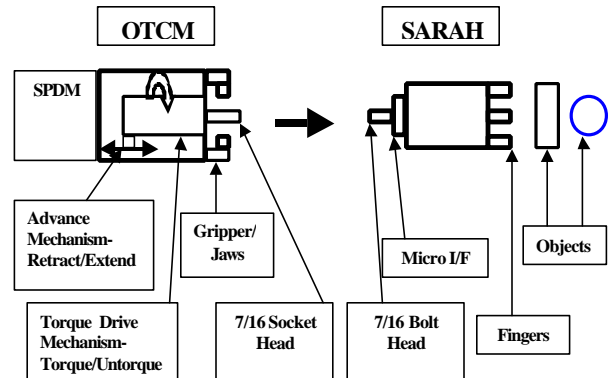 OTCM
SARAH
SPDM
Advance
Mechanism-
Retract/Extend
Gripper/
Jaws
Micro I/F
Objects
Torque Drive
Mechanism-
Torque/Untorque
7/16 Socket
Head
7/16 Bolt
Head
Fingers